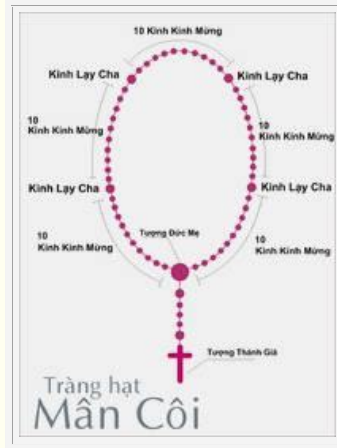 10 Kinh Kính Mừng
Kinh Lạy Cha
Kinh Lạy Cha
10
Kinh Kính Mừng
10
Kinh Kính Mừng
Kinh Lạy Cha
Kinh Lạy Cha
10
Kinh Kính Mừng
Tượng Đức Mẹ
10
Kinh Kính Mừng
Tượng Thánh Giá
Tràng hạt
Mân Côi